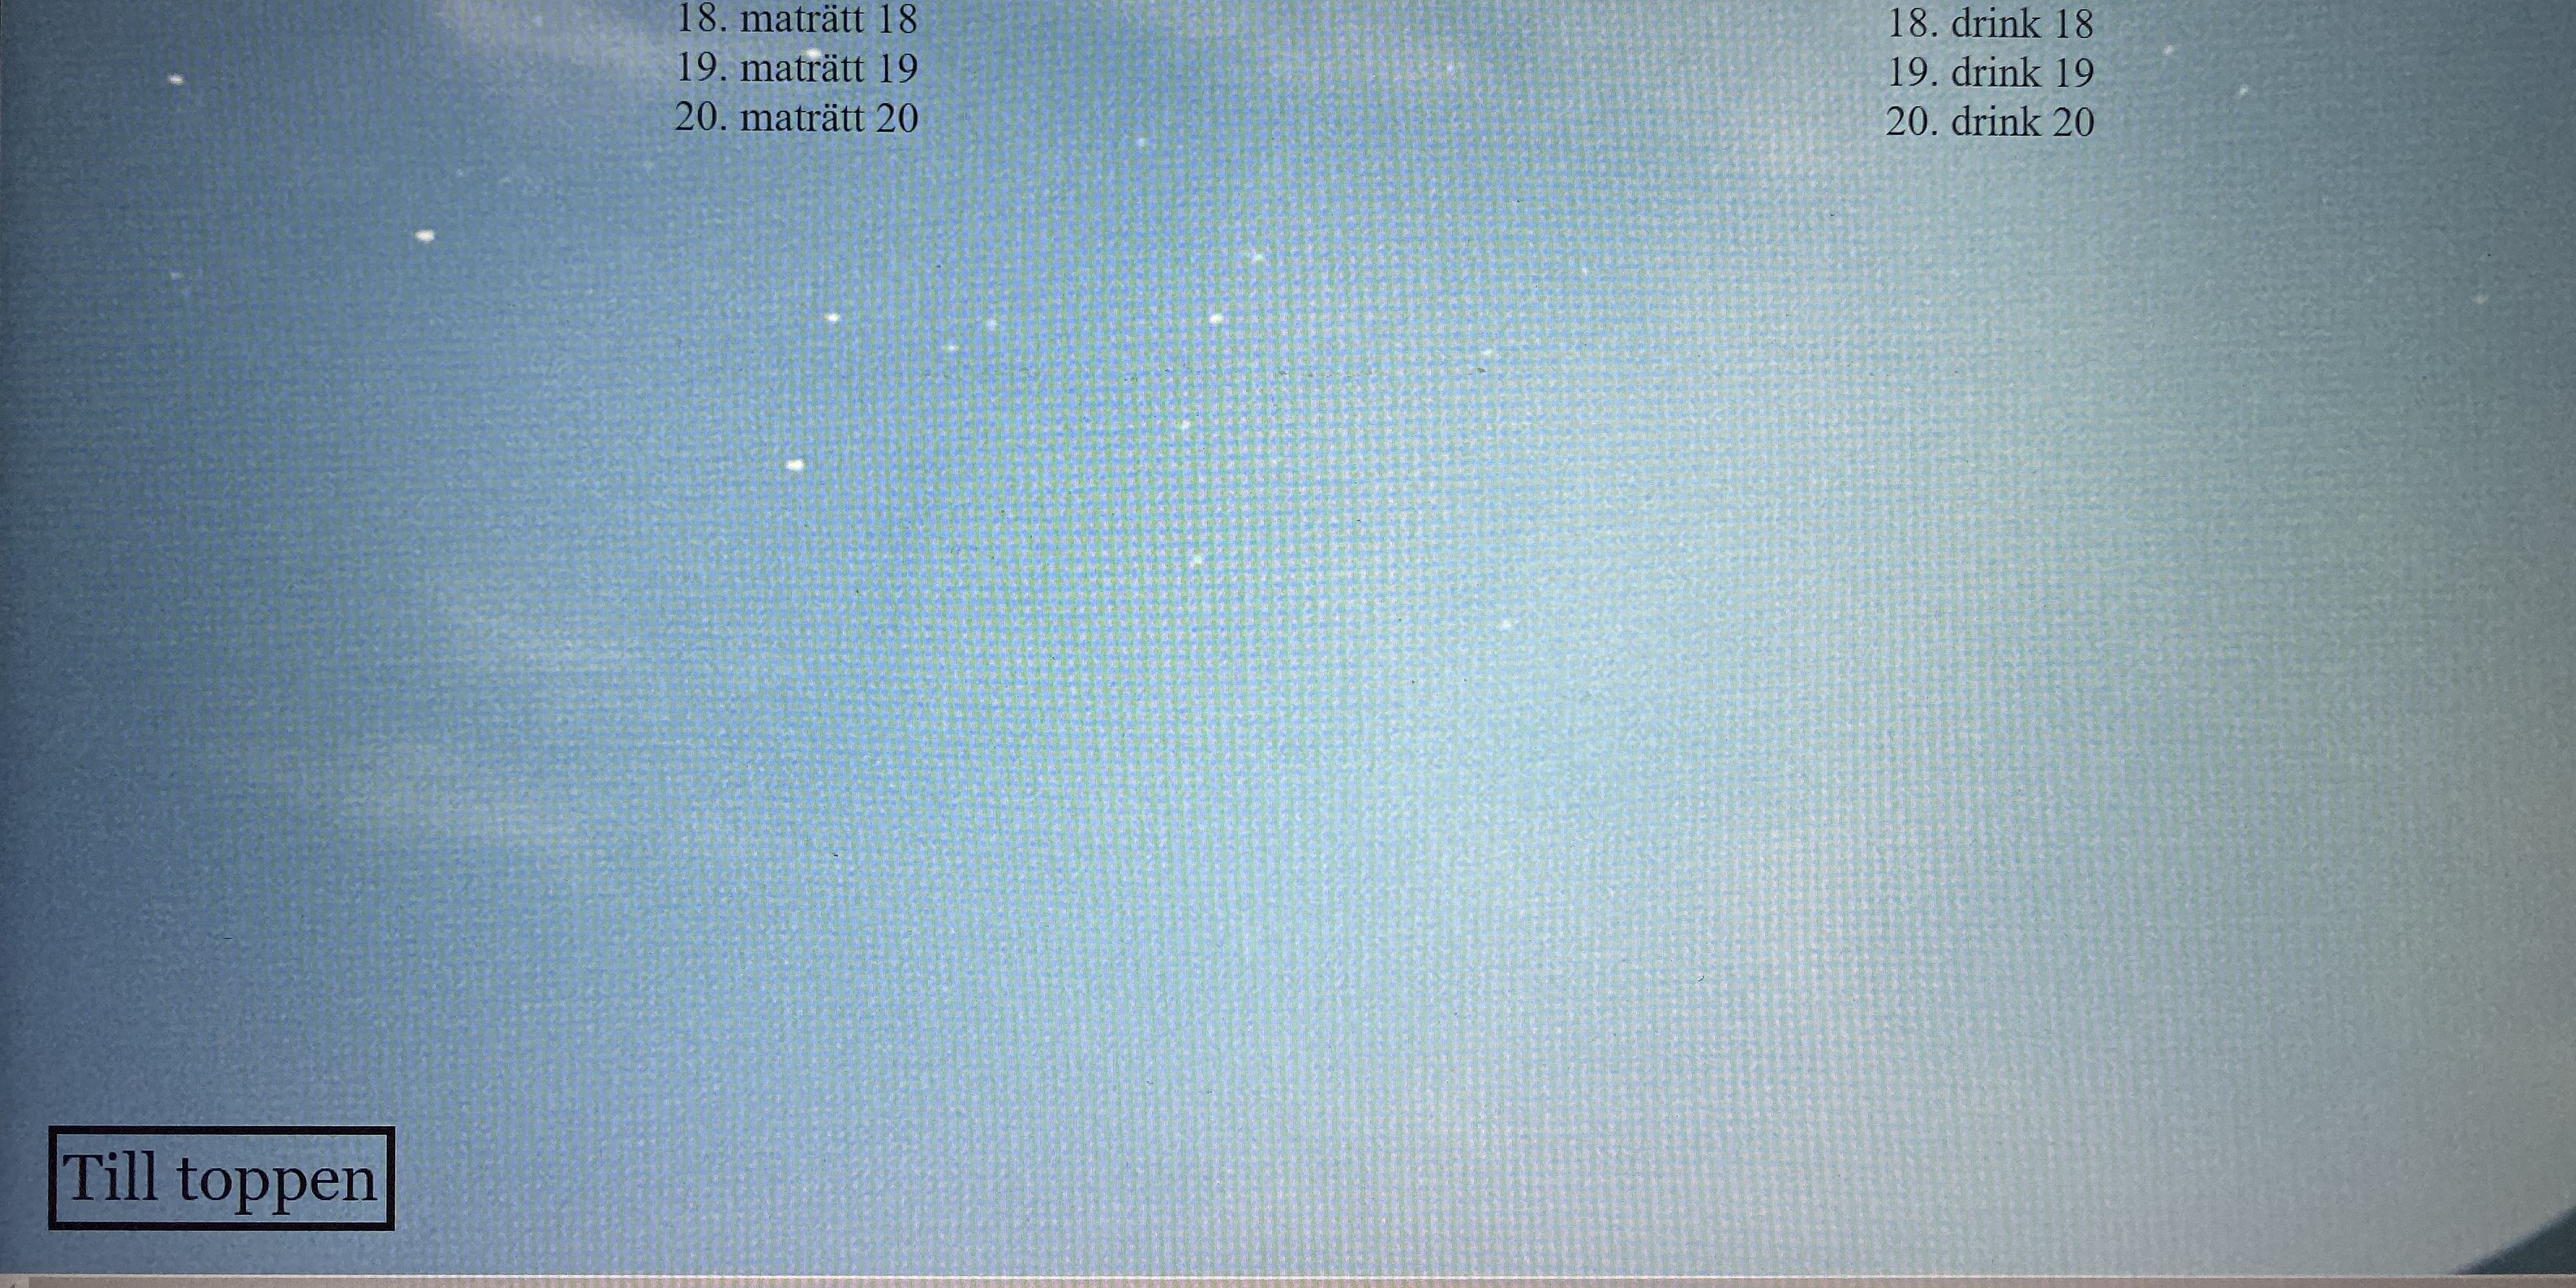 18. maträtt 18
19. maträtt 19
20. maträtt 20
18. drink 18
19. drink 19
20. drink 20
Till toppen